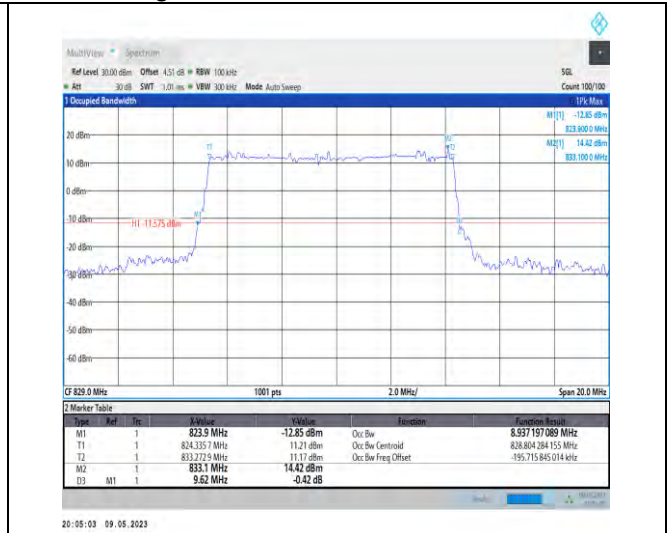 MultiView Spectrum
Ref Level 30.00 dBm Offset 4.51 dB RBW 100 kHz SGL
Att 30 dB SWT 1.01 ms VBW 300 kHz Mode Auto Sweep Count 100/100
1 Occupied Bandwidth 1Pk Max
M1[1] -12.85 dBm
823.9000 MHz
20 dBm M2[1] 14.42 dBm
833.1000 MHz
T1 M2
T2
10 dBm
0 dBm
-10 dBm
M1
H1 -11.575 dBm
-20 dBm
-30 dBm
-40 dBm
-50 dBm
-60 dBm
CF 829.0 MHz 1001 pts 2.0 MHz/ Span 20.0 MHz
2 Marker Table
Type Ref Trc X-Value Y-Value Function Function Result
M1 1 823.9 MHz -12.85 dBm Occ Bw 8.937 197 089 MHz
T1 1 824.335 7 MHz 11.21 dBm Occ Bw Centroid 828.804 284 155 MHz
T2 1 833.272 9 MHz 11.17 dBm Occ Bw Freq Offset -195.715 845 014 kHz
M2 1 833.1 MHz 14.42 dBm
D3 M1 1 9.62 MHz -0.42 dB
20:05:03 09.05.2023